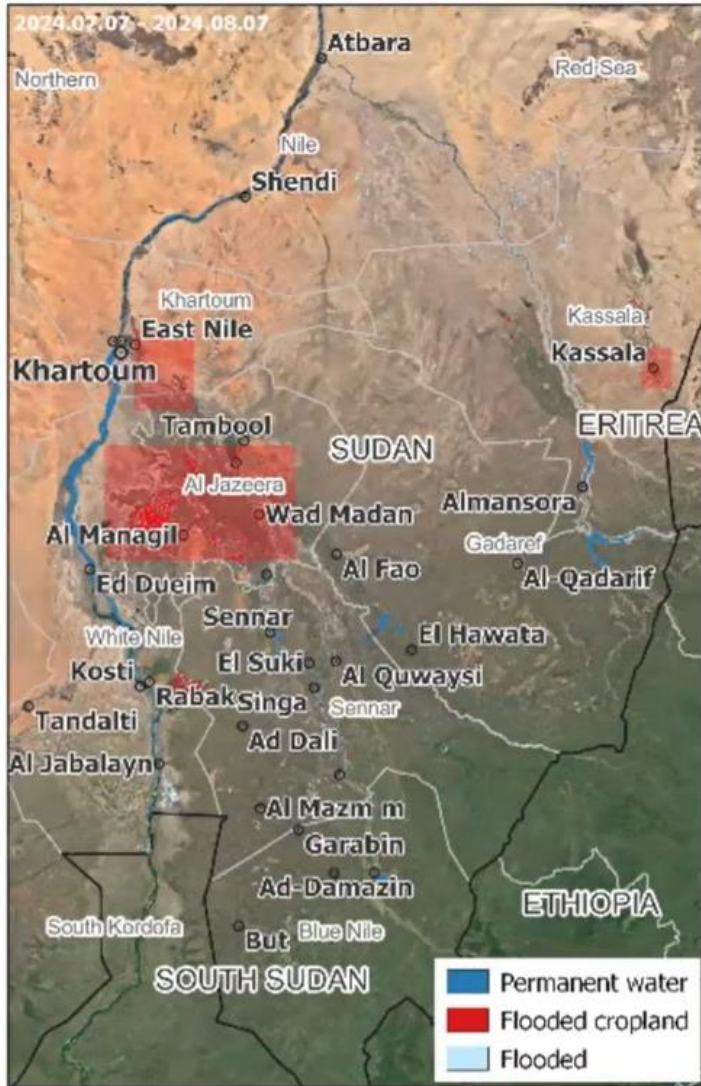 2024.02.07 - 2024.08.07
Atbara
Northern
Red Sea
Nile
Shendi
Khartoum
Kassala
East Nile
Kassala
Khartoum
ERITREA
Tambool
SUDAN
Al Jazeera
Almansora
Wad Madan
Al Managil
Gadaref
Al Fao
Al-Qadarif
Ed Dueim
Sennar
White Nile
El Hawata
El Suki
Al Quwaysi
Kosti
Rabak
Singa
Sennar
Tandalti
Ad Dali
Al Jabalayn
Al Mazm m
Garabin
Ad-Damazin
ETHIOPIA
South Kordofa
But
Blue Nile
SOUTH SUDAN
Permanent water
Flooded cropland
Flooded